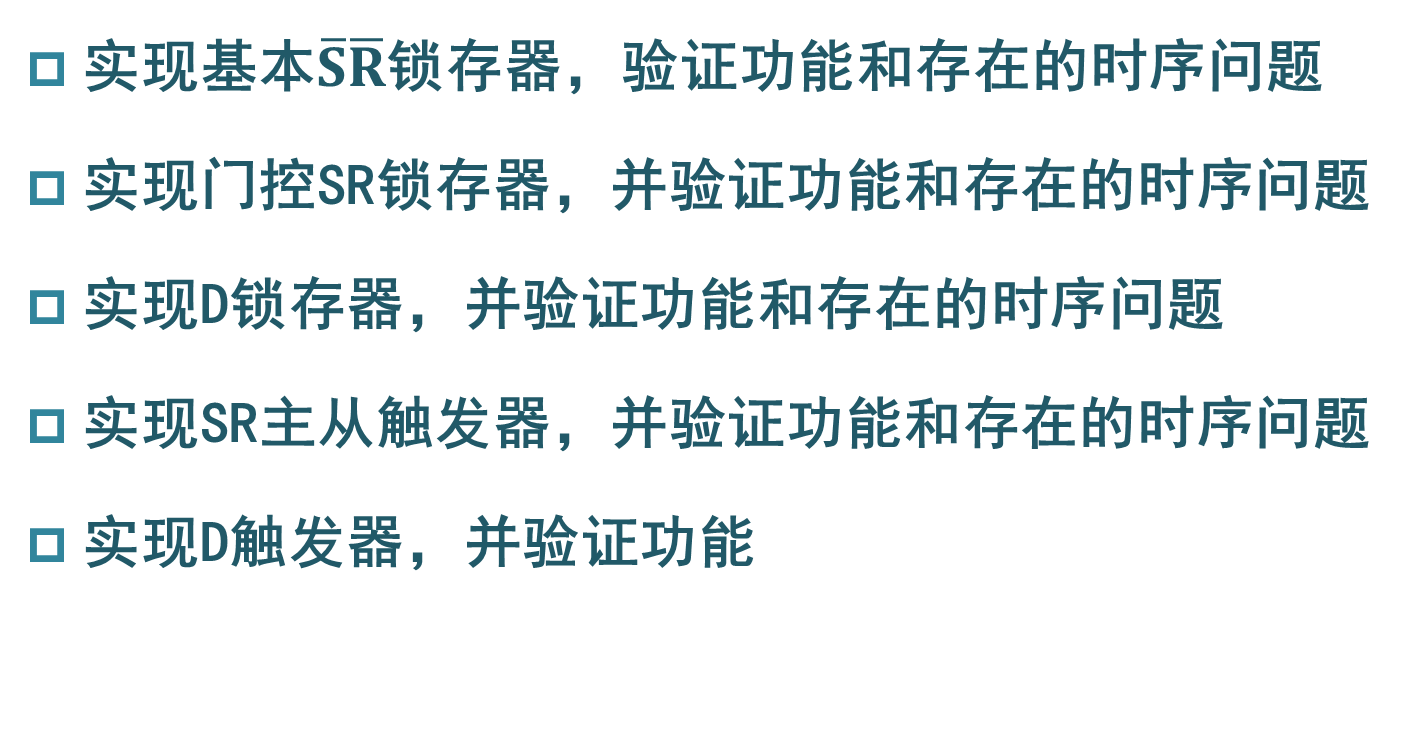 实现基本S̅R̅锁存器，验证功能和存在的时序问题
实现门控SR锁存器，并验证功能和存在的时序问题
实现D锁存器，并验证功能和存在的时序问题
实现SR主从触发器，并验证功能和存在的时序问题
实现D触发器，并验证功能